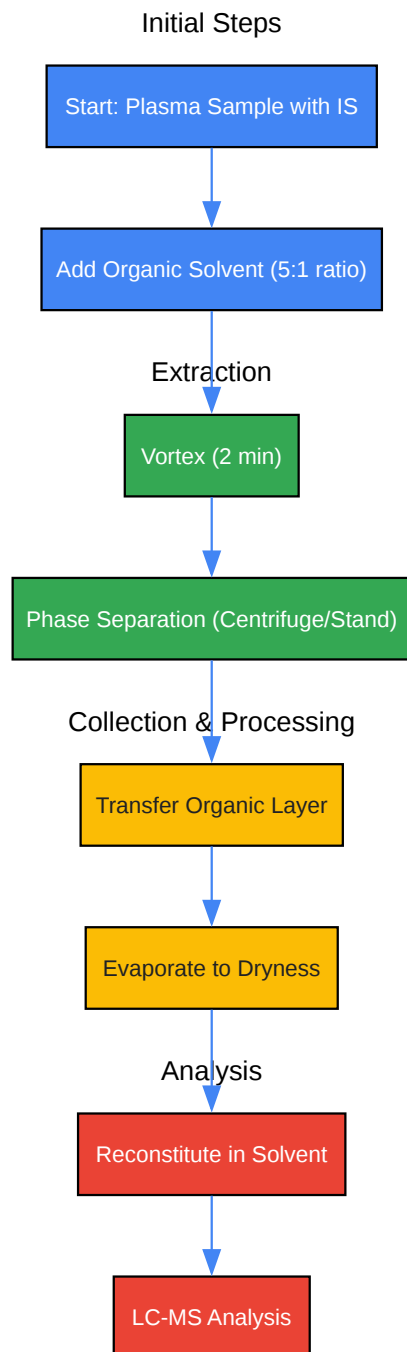 Initial Steps
Start: Plasma Sample with IS
Add Organic Solvent (5:1 ratio)
Extraction
Vortex (2 min)
Phase Separation (Centrifuge/Stand)
Collection & Processing
Transfer Organic Layer
Evaporate to Dryness
Analysis
Reconstitute in Solvent
LC-MS Analysis